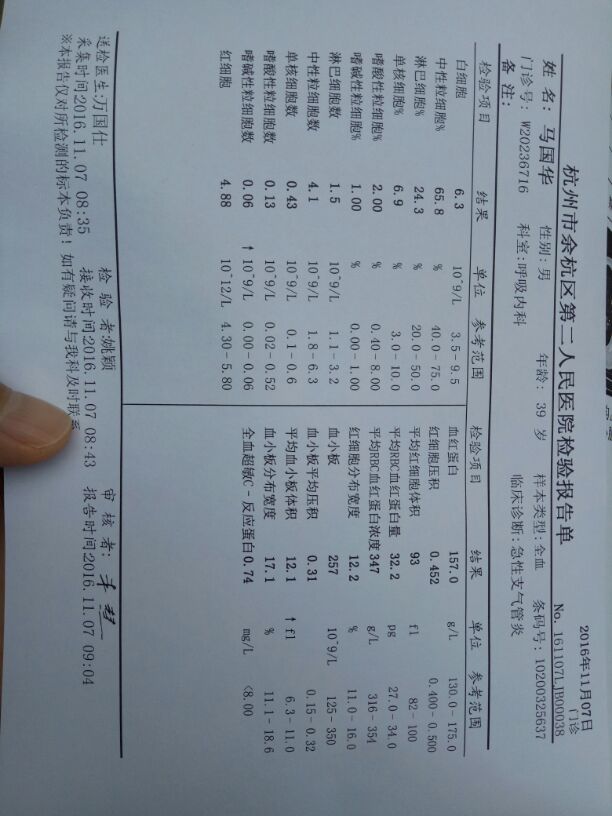 2016年11月07日
门诊
杭州市余杭区第二人民医院检验报告单
No. 161107LJB00038
姓 名: 马国华 性别: 男 年龄: 39 岁 样本类型: 全血 条码号: 10200325637
门诊号: W20236716 科室: 呼吸内科 临床诊断: 急性支气管炎
备 注:
检验项目 结果 单位 参考范围 检验项目 结果 单位 参考范围
白细胞 6.3 10^9/L 3.5-9.5 血红蛋白 157.0 g/L 130.0-175.0
中性粒细胞% 65.8 % 40.0-75.0 红细胞压积 0.452 0.400-0.500
淋巴细胞% 24.3 % 20.0-50.0 平均红细胞体积 93 fl 82-100
单核细胞% 6.9 % 3.0-10.0 平均RBC血红蛋白量 32.2 pg 27.0-34.0
嗜酸性粒细胞% 2.00 % 0.40-8.00 平均RBC血红蛋白浓度 347 g/L 316-354
嗜碱性粒细胞% 1.00 % 0.00-1.00 红细胞分布宽度 12.2 % 11.0-16.0
淋巴细胞数 1.5 10^9/L 1.1-3.2 血小板 257 10^9/L 125-350
中性粒细胞数 4.1 10^9/L 1.8-6.3 血小板平均压积 0.31 0.15-0.32
单核细胞数 0.43 10^9/L 0.1-0.6 平均血小板体积 12.1 ↑ fl 6.3-11.0
嗜酸性粒细胞数 0.13 10^9/L 0.02-0.52 血小板分布宽度 17.1 % 11.1-18.6
嗜碱性粒细胞数 0.06 ↑ 10^9/L 0.00-0.06 全血超敏C-反应蛋白 0.74 mg/L <8.00
红细胞 4.88 10^12/L 4.30-5.80
送检医生:万国仕 检 验 者:姚颖 审 核 者:
采集时间:2016.11.07 08:35 接收时间:2016.11.07 08:43 报告时间:2016.11.07 09:04
※本报告仅对所检测的标本负责! 如有疑问请与我科及时联系